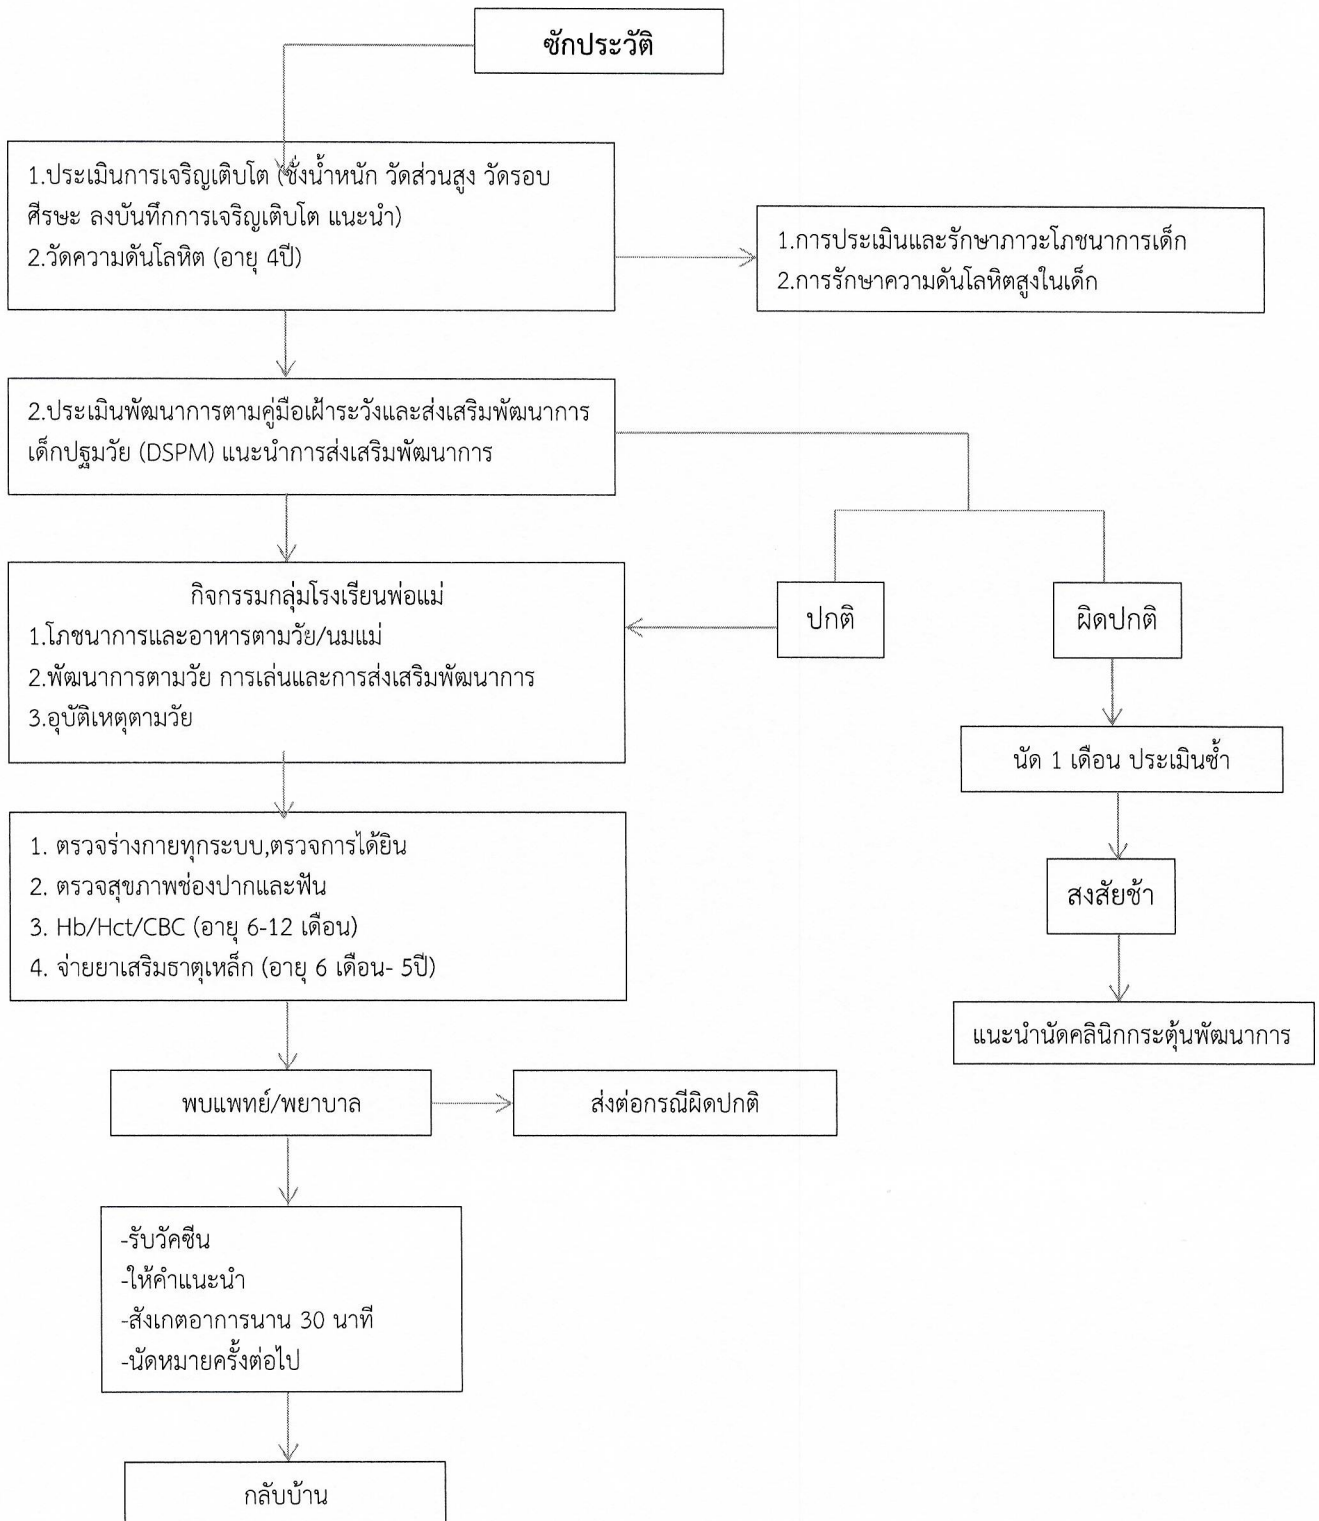 ซักประวัติ
1.ประเมินการเจริญเติบโต (ชั่งน้ำหนัก วัดส่วนสูง วัดรอบ
ศีรษะ ลงบันทึกการเจริญเติบโต แนะนำ)
2.วัดความดันโลหิต (อายุ 4ปี)
1.การประเมินและรักษาภาวะโภชนาการเด็ก
2.การรักษาความดันโลหิตสูงในเด็ก
2.ประเมินพัฒนาการตามคู่มือเฝ้าระวังและส่งเสริมพัฒนาการ
เด็กปฐมวัย (DSPM) แนะนำการส่งเสริมพัฒนาการ
กิจกรรมกลุ่มโรงเรียนพ่อแม่
1.โภชนาการและอาหารตามวัย/นมแม่
2.พัฒนาการตามวัย การเล่นและการส่งเสริมพัฒนาการ
3.อุบัติเหตุตามวัย
ปกติ
ผิดปกติ
นัด 1 เดือน ประเมินซ้ำ
สงสัยช้า
แนะนำนัดคลินิกกระตุ้นพัฒนาการ
1. ตรวจร่างกายทุกระบบ,ตรวจการได้ยิน
2. ตรวจสุขภาพช่องปากและฟัน
3. Hb/Hct/CBC (อายุ 6-12 เดือน)
4. จ่ายยาเสริมธาตุเหล็ก (อายุ 6 เดือน- 5ปี)
พบแพทย์/พยาบาล
ส่งต่อกรณีผิดปกติ
-รับวัคซีน
-ให้คำแนะนำ
-สังเกตอาการนาน 30 นาที
-นัดหมายครั้งต่อไป
กลับบ้าน